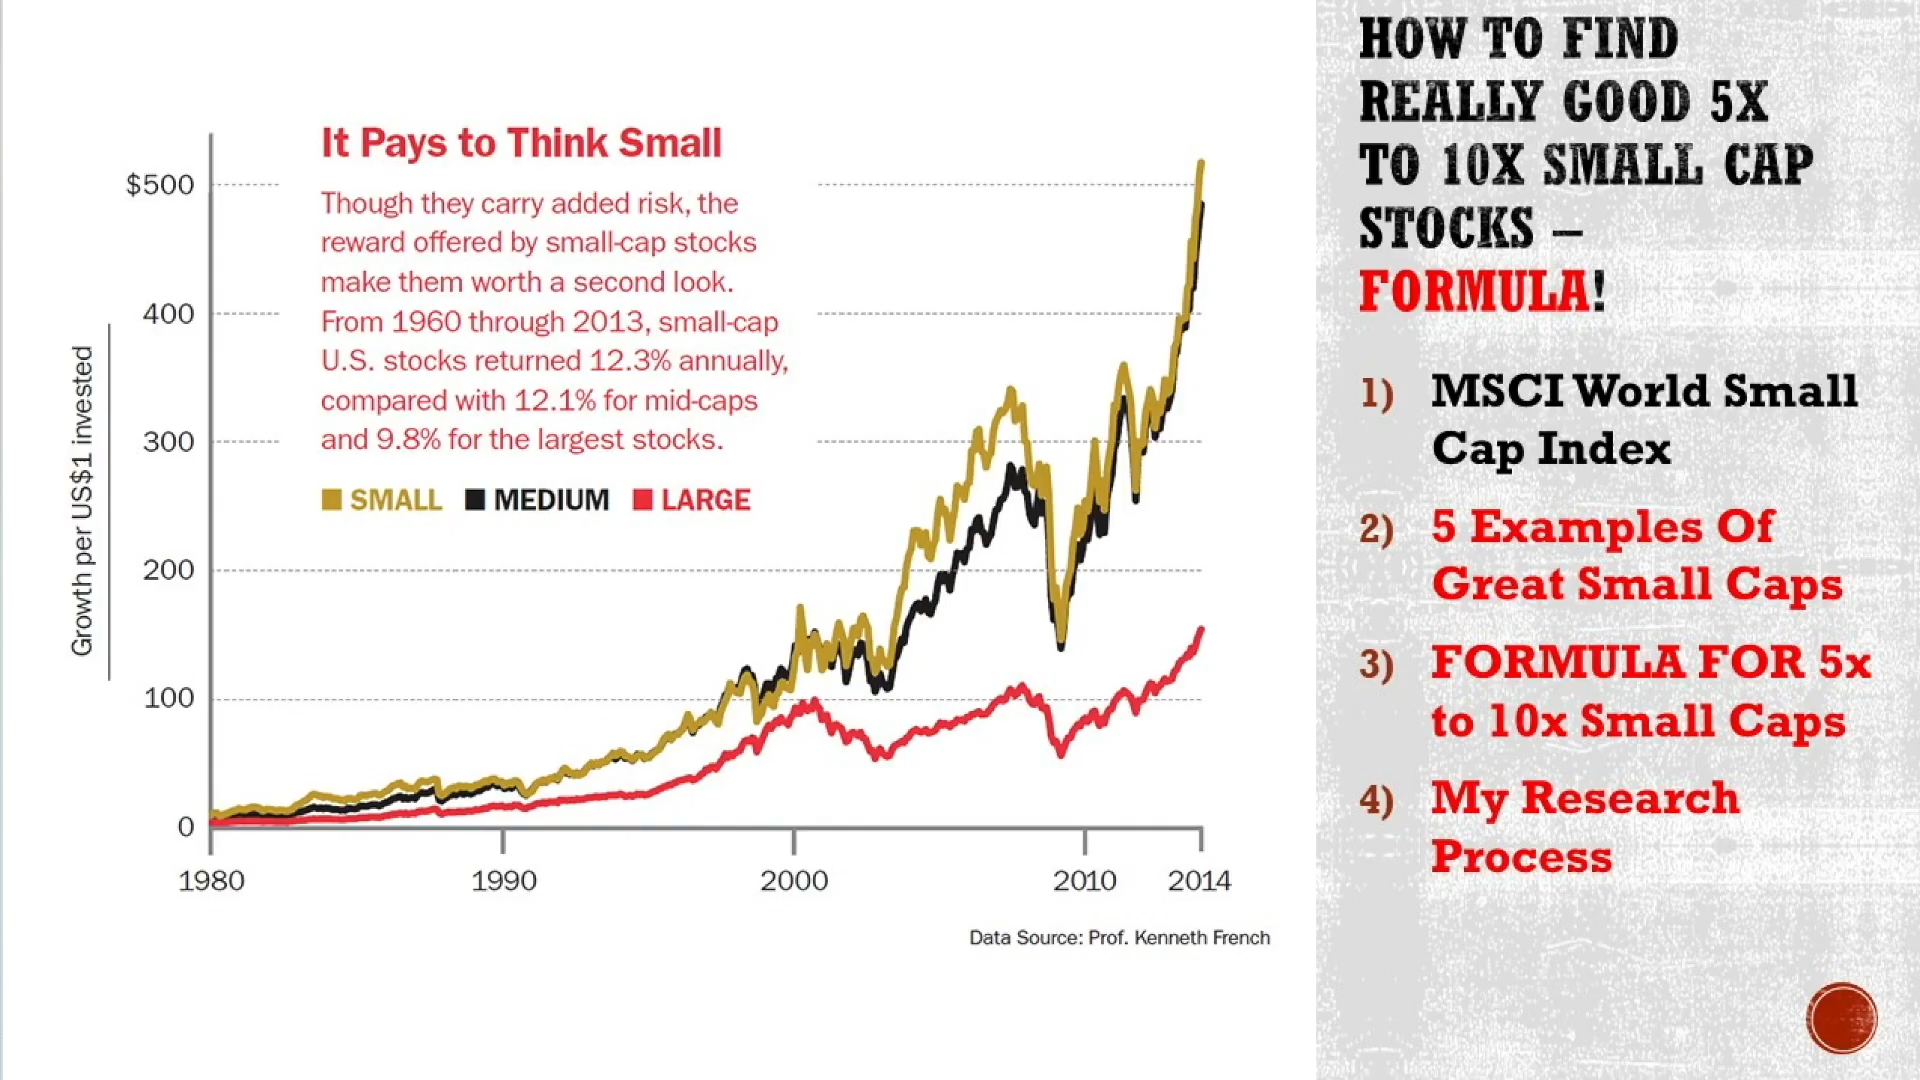 It Pays to Think Small
Though they carry added risk, the
reward offered by small-cap stocks
make them worth a second look.
From 1960 through 2013, small-cap
U.S. stocks returned 12.3% annually,
compared with 12.1% for mid-caps
and 9.8% for the largest stocks.
SMALL MEDIUM LARGE
Growth per US$1 invested
$500
400
300
200
100
0
1980 1990 2000 2010 2014
Data Source: Prof. Kenneth French
HOW TO FIND
REALLY GOOD 5X
TO 10X SMALL CAP
STOCKS –
FORMULA!
1) MSCI World Small
Cap Index
2) 5 Examples Of
Great Small Caps
3) FORMULA FOR 5x
to 10x Small Caps
4) My Research
Process